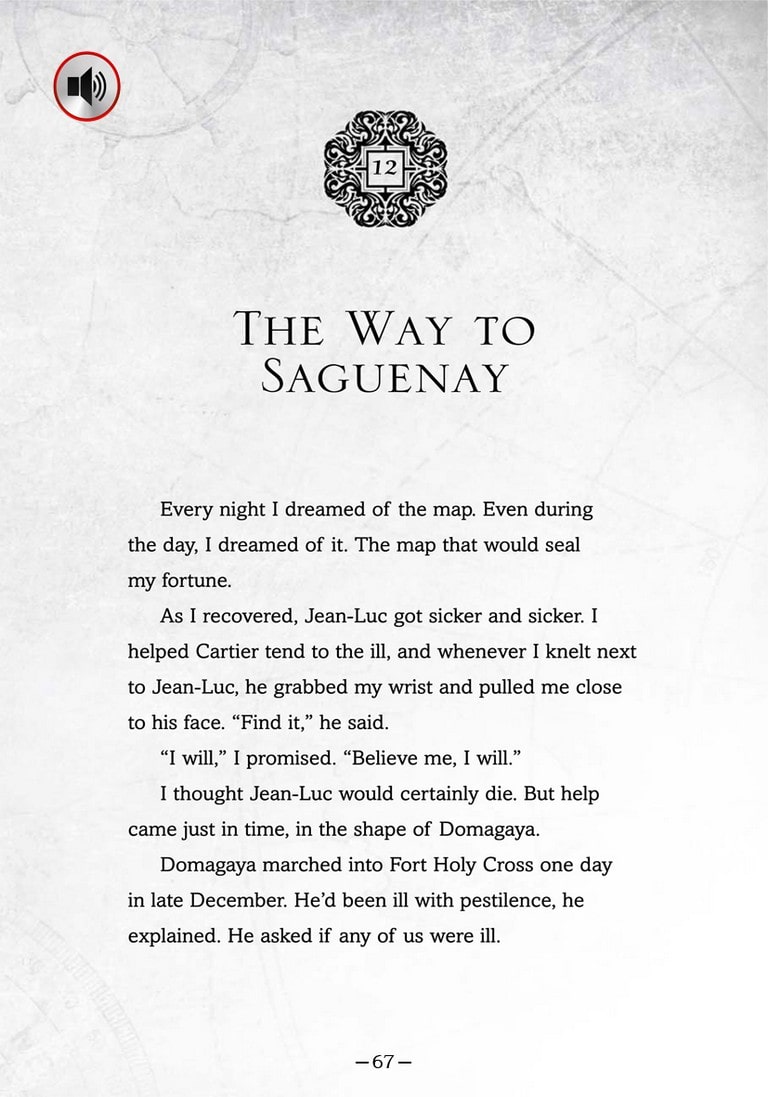 12
The Way to
Saguenay
Every night I dreamed of the map. Even during
the day, I dreamed of it. The map that would seal
my fortune.
As I recovered, Jean-Luc got sicker and sicker. I
helped Cartier tend to the ill, and whenever I knelt next
to Jean-Luc, he grabbed my wrist and pulled me close
to his face. “Find it,” he said.
“I will,” I promised. “Believe me, I will.”
I thought Jean-Luc would certainly die. But help
came just in time, in the shape of Domagaya.
Domagaya marched into Fort Holy Cross one day
in late December. He’d been ill with pestilence, he
explained. He asked if any of us were ill.
—67—